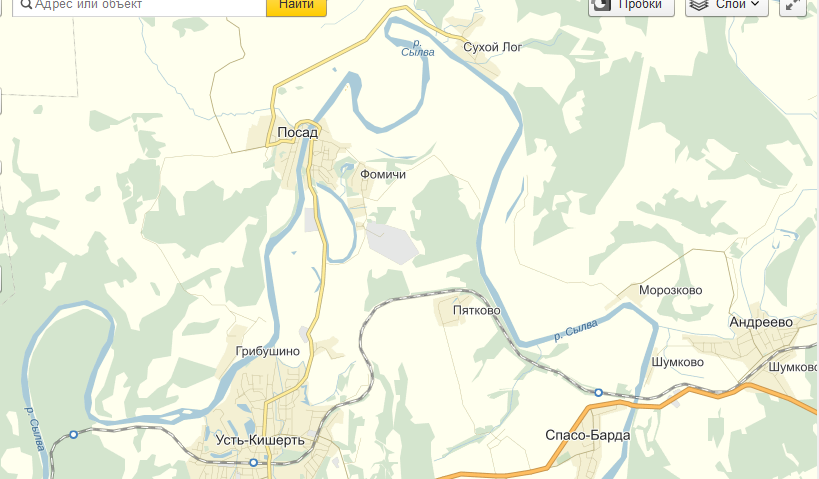 Адрес или объект
Найти
Пробки
Слои
р.
Сылва
Сухой Лог
Посад
Фомичи
Морозково
Пятково
Андреево
р. Сылва
Грибушино
Шумково
Шумково
р. Сылва
Усть-Кишерть
Спасо-Барда